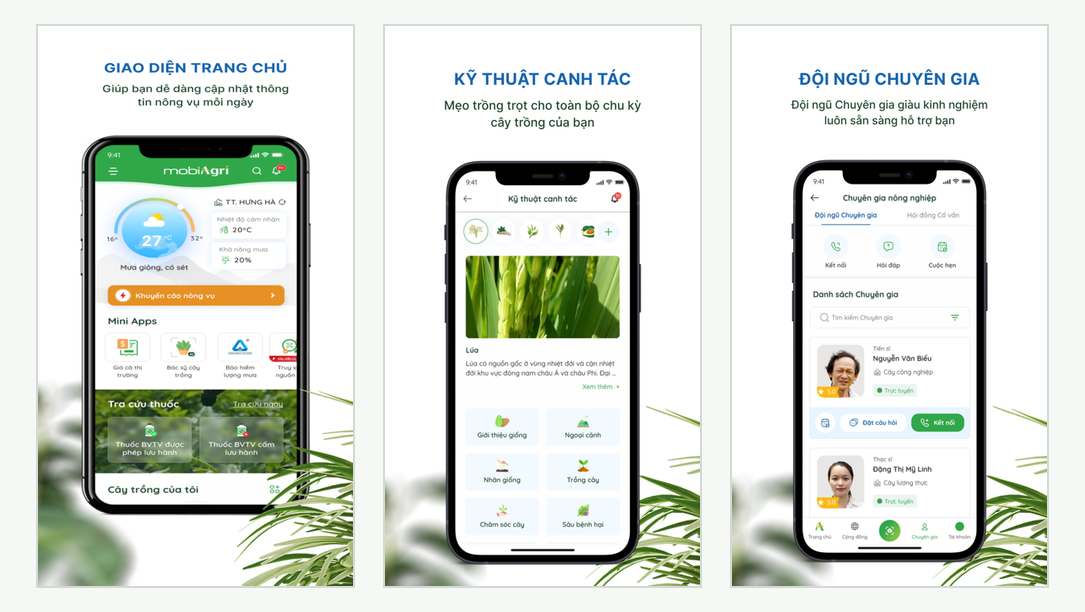 GIAO DIỆN TRANG CHỦ
Giúp bạn dễ dàng cập nhật thông
tin nông vụ mỗi ngày
9:41
mobiAgri
TT. HƯNG HÀ
Nhiệt độ cảm nhận
20°C
16°
27°C
32°
Khả năng mưa
20%
Mưa giông, có sét
Khuyến cáo nông vụ
Mini Apps
Giá cả thị
trường
Bác sỹ cây
trồng
Bảo hiểm
lượng mưa
Truy x
nguồn
Tra cứu thuốc
Tra cứu ngay
Thuốc BVTV được
phép lưu hành
Thuốc BVTV cấm
lưu hành
Cây trồng của tôi
KỸ THUẬT CANH TÁC
Mẹo trồng trọt cho toàn bộ chu kỳ
cây trồng của bạn
9:41
Kỹ thuật canh tác
Lúa
Lúa có nguồn gốc ở vùng nhiệt đới và cận nhiệt
đới khu vực đông nam châu Á và châu Phi. Đại ...
Xem thêm +
Giới thiệu giống
Ngoại cảnh
Nhân giống
Trồng cây
Chăm sóc cây
Sâu bệnh hại
ĐỘI NGŨ CHUYÊN GIA
Đội ngũ Chuyên gia giàu kinh nghiệm
luôn sẵn sàng hỗ trợ bạn
9:41
Chuyên gia nông nghiệp
Đội ngũ Chuyên gia
Hội đồng Cố vấn
Kết nối
Hỏi đáp
Cuộc hẹn
Danh sách Chuyên gia
Tìm kiếm Chuyên gia
Tiến sĩ
Nguyễn Văn Biếu
Cây công nghiệp
5.0
Trực tuyến
Đặt câu hỏi
Kết nối
Thạc sĩ
Đặng Thị Mỹ Linh
Cây lương thực
5.0
Trực tuyến
Trang chủ
Cộng đồng
Chuyên gia
Tài khoản